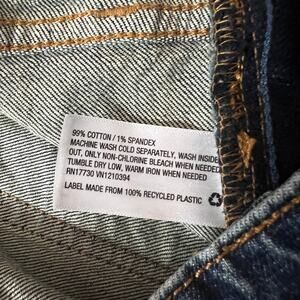 99% COTTON / 1% SPANDEX
MACHINE WASH COLD SEPARATELY, WASH INSIDE
OUT, ONLY NON-CHLORINE BLEACH WHEN NEEDED
TUMBLE DRY LOW, WARM IRON WHEN NEEDED
RN17730 VN1210394
LABEL MADE FROM 100% RECYCLED PLASTIC